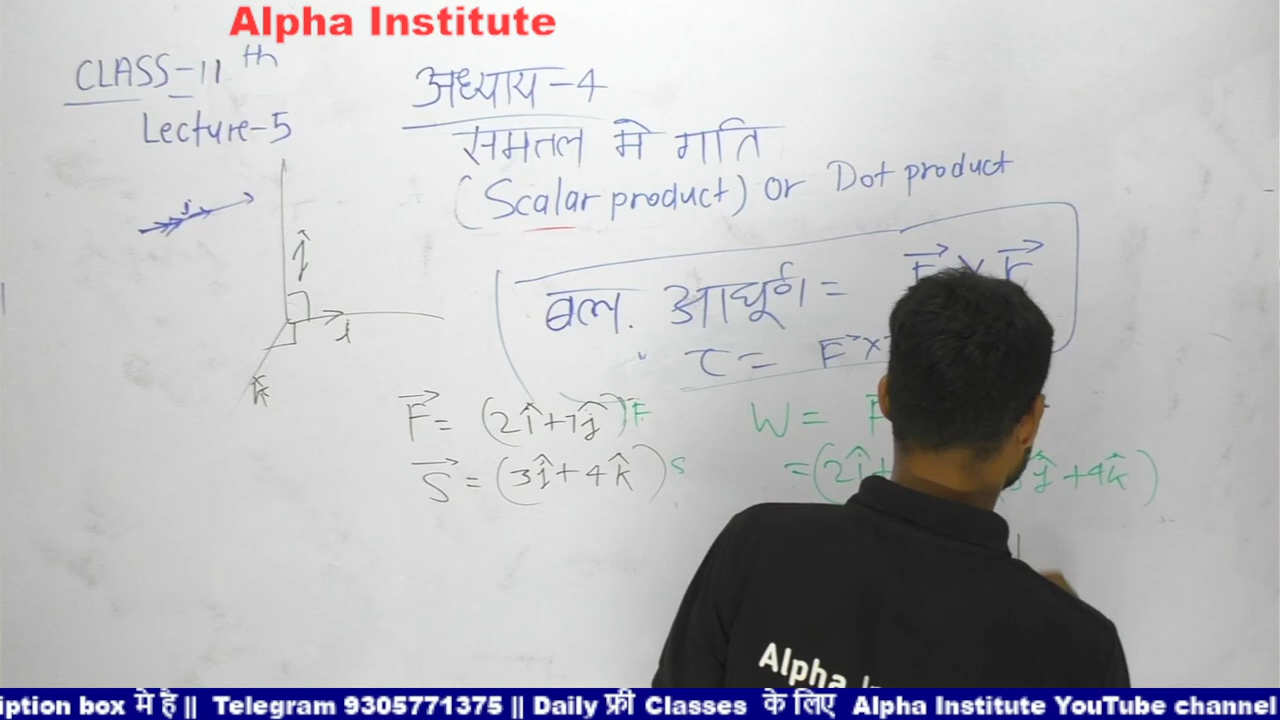 Alpha Institute
CLASS-11th
Lecture-5
अध्याय-4
समतल मे गति
(Scalar product) or Dot product
बल. आघूर्ण =
τ = F×
F = (2î+7ĵ)F
S = (3ĵ+4k̂)S
W =
=(2î+ ĵ+4k̂)
ĵ
i
k̂
Alpha
iption box मे है || Telegram 9305771375 || Daily फ्री Classes के लिए Alpha Institute YouTube channel